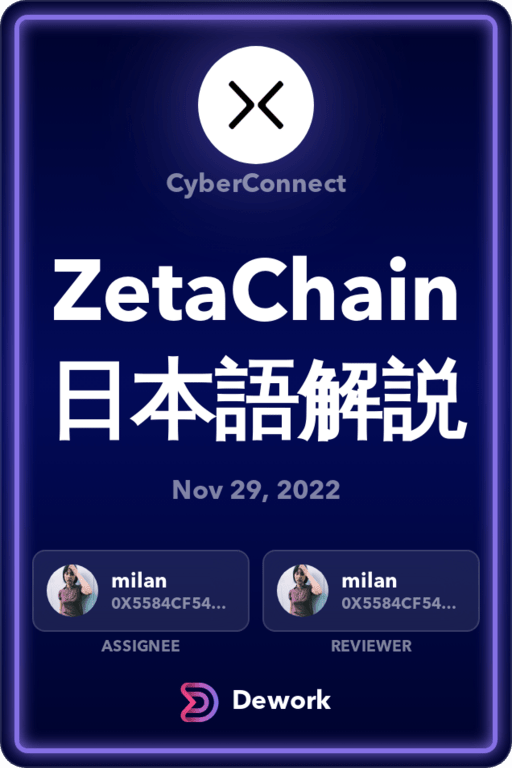 CyberConnect
ZetaChain
日本語解説
Nov 29, 2022
milan
0X5584CF54...
ASSIGNEE
milan
0X5584CF54...
REVIEWER
Dework